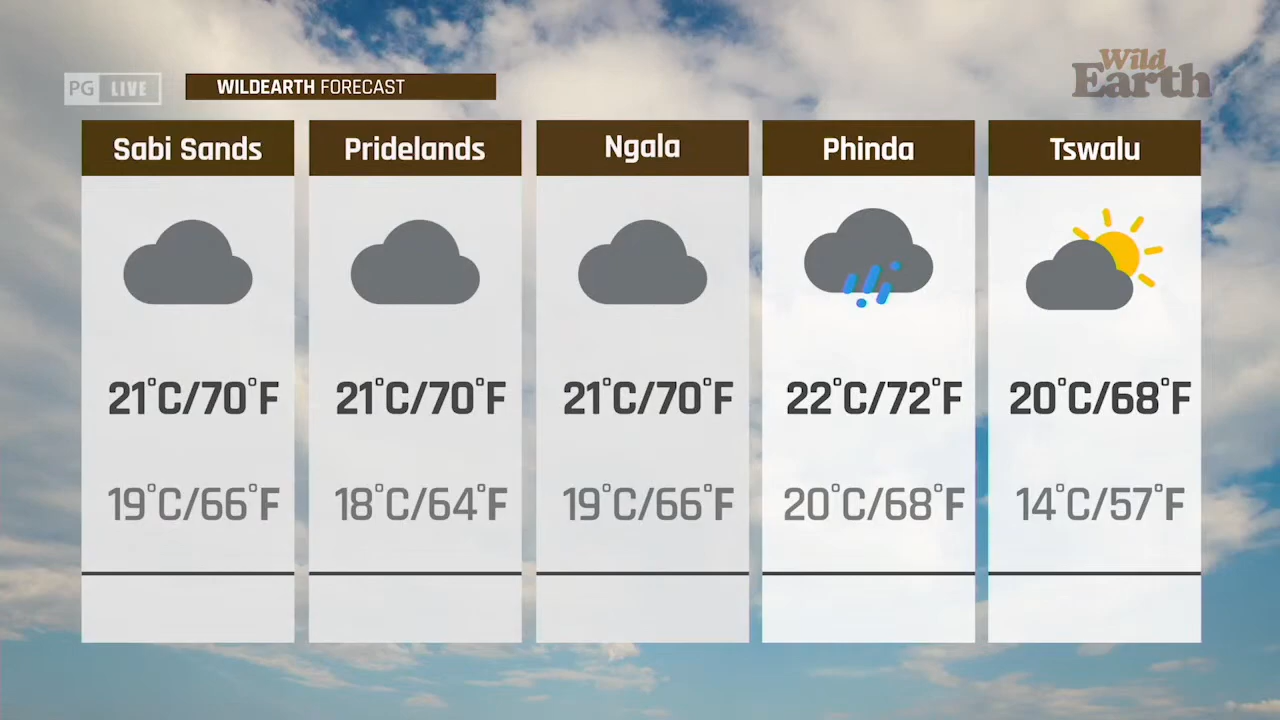 PG LIVE
WILDEARTH FORECAST
Wild
Earth
Sabi Sands
21°C/70°F
19°C/66°F
Pridelands
21°C/70°F
18°C/64°F
Ngala
21°C/70°F
19°C/66°F
Phinda
22°C/72°F
20°C/68°F
Tswalu
20°C/68°F
14°C/57°F